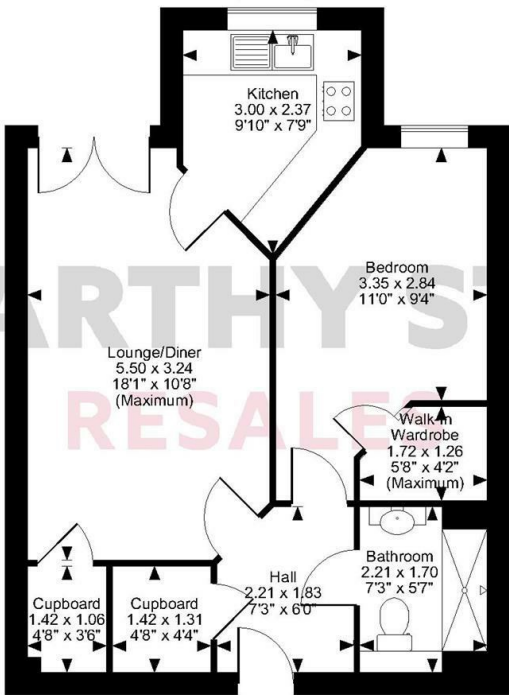 Kitchen
3.00 x 2.37
9'10" x 7'9"
Bedroom
3.35 x 2.84
11'0" x 9'4"
ARTHY ST
Lounge/Diner
5.50 x 3.24
18'1" x 10'8"
(Maximum)
RESALES
Walk In
Wardrobe
1.72 x 1.26
5'8" x 4'2"
(Maximum)
Hall
2.21 x 1.83
7'3" x 6'0"
Bathroom
2.21 x 1.70
7'3" x 5'7"
Cupboard
1.42 x 1.06
4'8" x 3'6"
Cupboard
1.42 x 1.31
4'8" x 4'4"